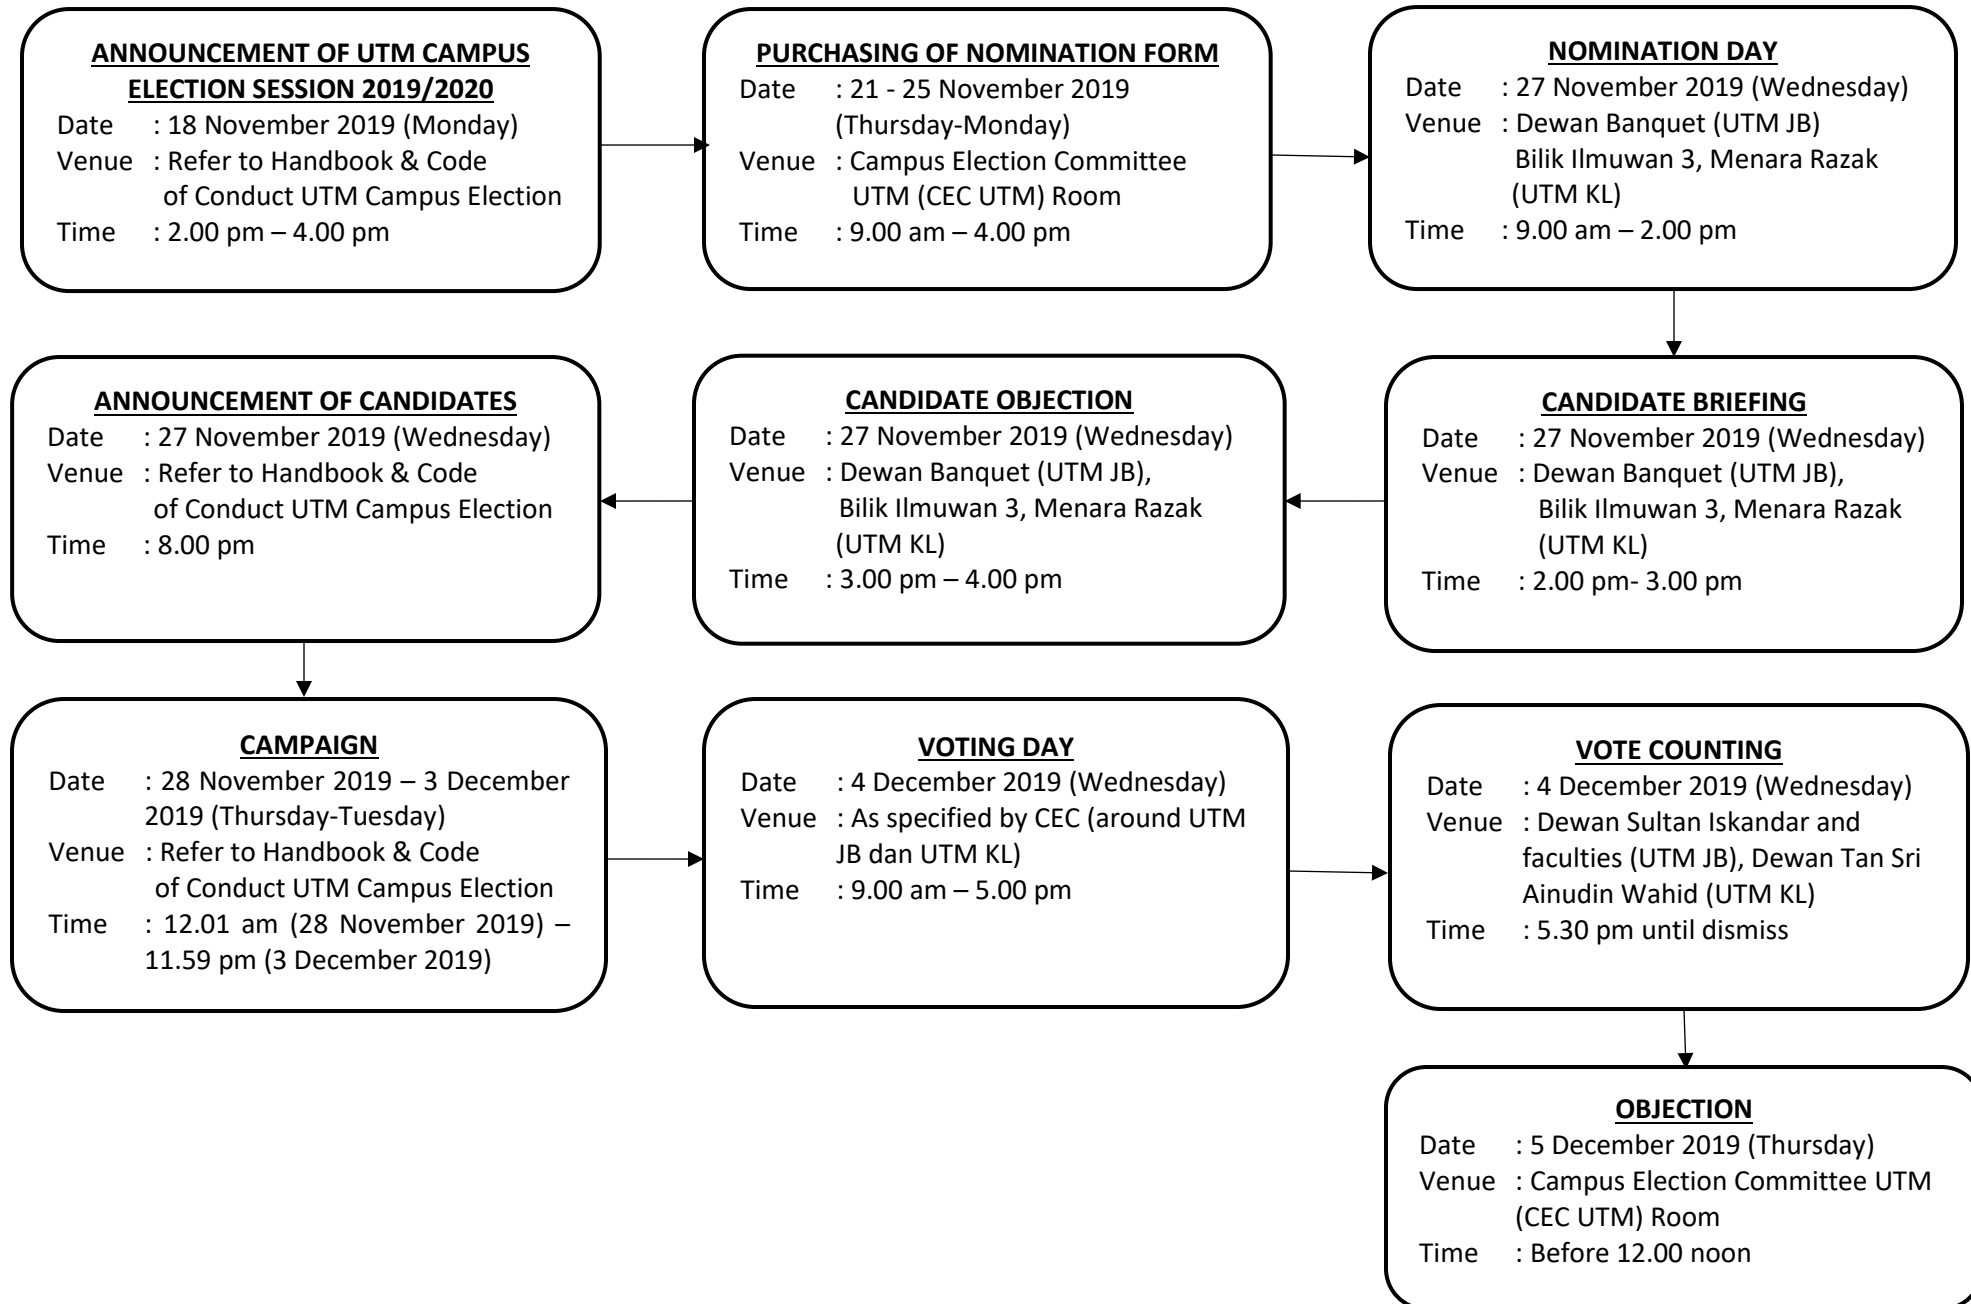 ANNOUNCEMENT OF UTM CAMPUS
ELECTION SESSION 2019/2020
Date : 18 November 2019 (Monday)
Venue : Refer to Handbook & Code
of Conduct UTM Campus Election
Time : 2.00 pm – 4.00 pm
PURCHASING OF NOMINATION FORM
Date : 21 - 25 November 2019
(Thursday-Monday)
Venue : Campus Election Committee
UTM (CEC UTM) Room
Time : 9.00 am – 4.00 pm
NOMINATION DAY
Date : 27 November 2019 (Wednesday)
Venue : Dewan Banquet (UTM JB)
Bilik Ilmuwan 3, Menara Razak
(UTM KL)
Time : 9.00 am – 2.00 pm
CANDIDATE BRIEFING
Date : 27 November 2019 (Wednesday)
Venue : Dewan Banquet (UTM JB),
Bilik Ilmuwan 3, Menara Razak
(UTM KL)
Time : 2.00 pm- 3.00 pm
CANDIDATE OBJECTION
Date : 27 November 2019 (Wednesday)
Venue : Dewan Banquet (UTM JB),
Bilik Ilmuwan 3, Menara Razak
(UTM KL)
Time : 3.00 pm – 4.00 pm
ANNOUNCEMENT OF CANDIDATES
Date : 27 November 2019 (Wednesday)
Venue : Refer to Handbook & Code
of Conduct UTM Campus Election
Time : 8.00 pm
CAMPAIGN
Date : 28 November 2019 – 3 December
2019 (Thursday-Tuesday)
Venue : Refer to Handbook & Code
of Conduct UTM Campus Election
Time : 12.01 am (28 November 2019) –
11.59 pm (3 December 2019)
VOTING DAY
Date : 4 December 2019 (Wednesday)
Venue : As specified by CEC (around UTM
JB dan UTM KL)
Time : 9.00 am – 5.00 pm
VOTE COUNTING
Date : 4 December 2019 (Wednesday)
Venue : Dewan Sultan Iskandar and
faculties (UTM JB), Dewan Tan Sri
Ainudin Wahid (UTM KL)
Time : 5.30 pm until dismiss
OBJECTION
Date : 5 December 2019 (Thursday)
Venue : Campus Election Committee UTM
(CEC UTM) Room
Time : Before 12.00 noon